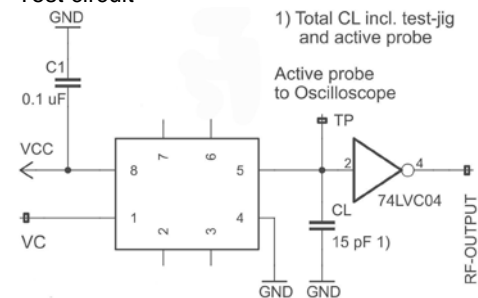 GND
1) Total CL incl. test-jig
and active probe
C1
0.1 uF
Active probe
to Oscilloscope
TP
VCC
8
7
6
5
2
4
74LVC04
RF-OUTPUT
VC
1
2
3
4
CL
15 pF 1)
GND
GND